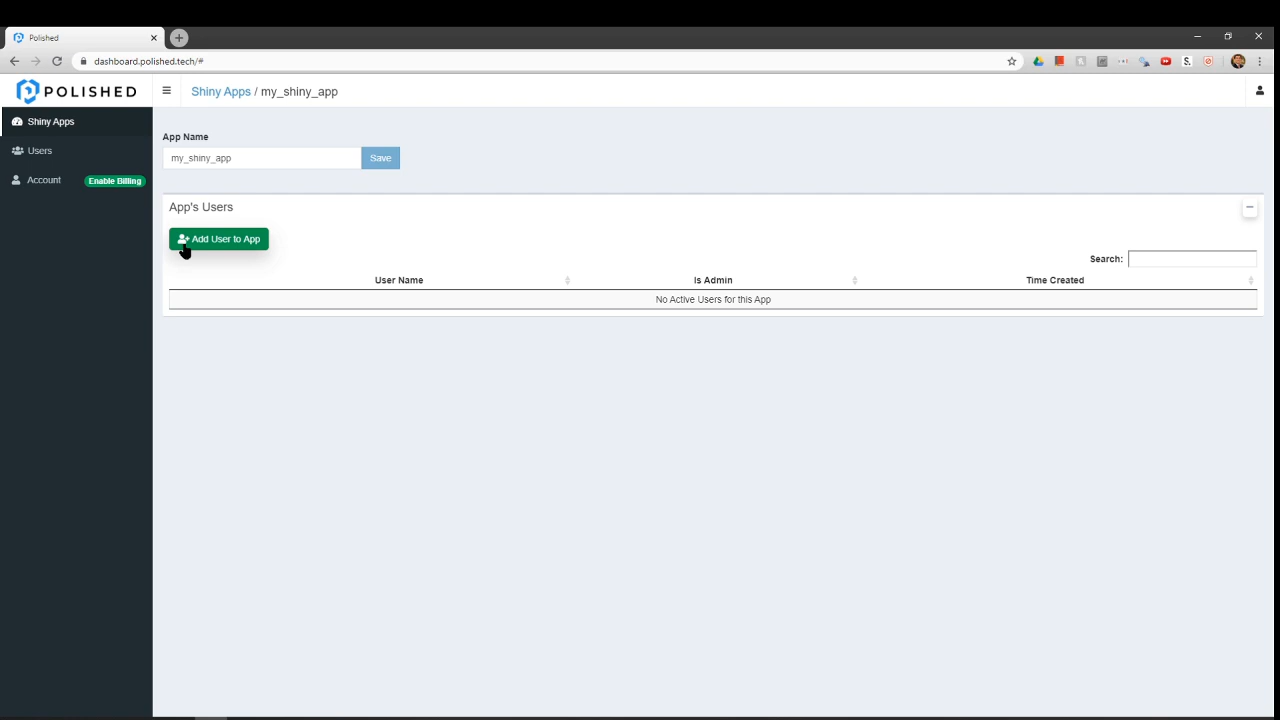 Polished
dashboard.polished.tech/#
POLISHED
Shiny Apps / my_shiny_app
Shiny Apps
Users
Account
Enable Billing
App Name
my_shiny_app
Save
App's Users
Add User to App
Search:
User Name
Is Admin
Time Created
No Active Users for this App